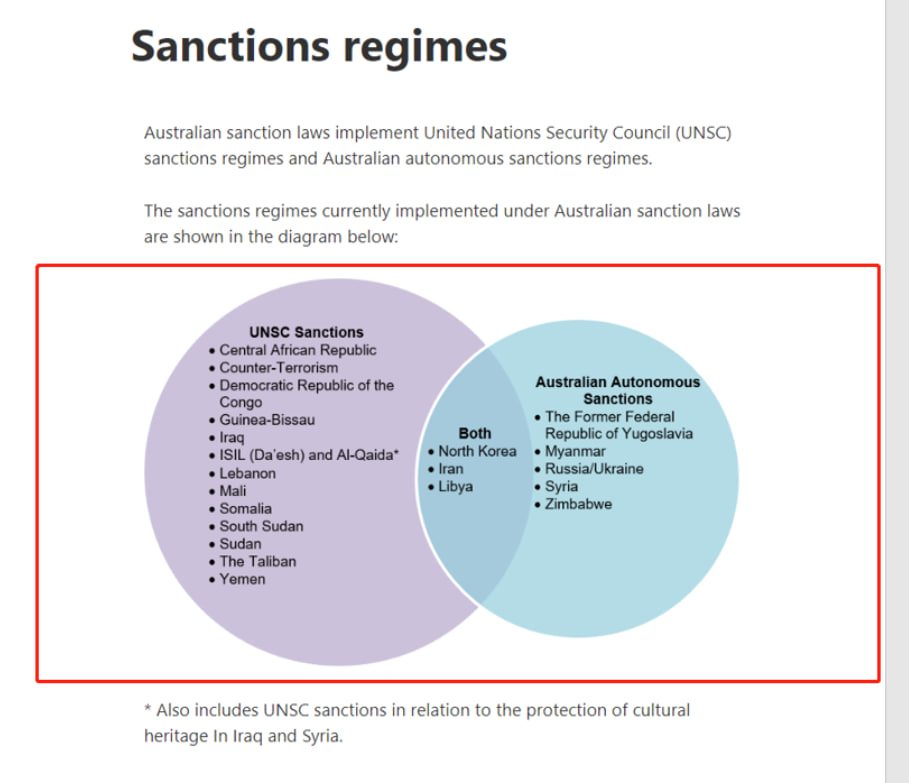 Sanctions regimes
Australian sanction laws implement United Nations Security Council (UNSC)
sanctions regimes and Australian autonomous sanctions regimes.
The sanctions regimes currently implemented under Australian sanction laws
are shown in the diagram below:
UNSC Sanctions
• Central African Republic
• Counter-Terrorism
• Democratic Republic of the
Congo
• Guinea-Bissau
• Iraq
• ISIL (Da'esh) and Al-Qaida*
• Lebanon
• Mali
• Somalia
• South Sudan
• Sudan
• The Taliban
• Yemen
Both
• North Korea
• Iran
• Libya
Australian Autonomous
Sanctions
• The Former Federal
Republic of Yugoslavia
• Myanmar
• Russia/Ukraine
• Syria
• Zimbabwe
* Also includes UNSC sanctions in relation to the protection of cultural
heritage In Iraq and Syria.